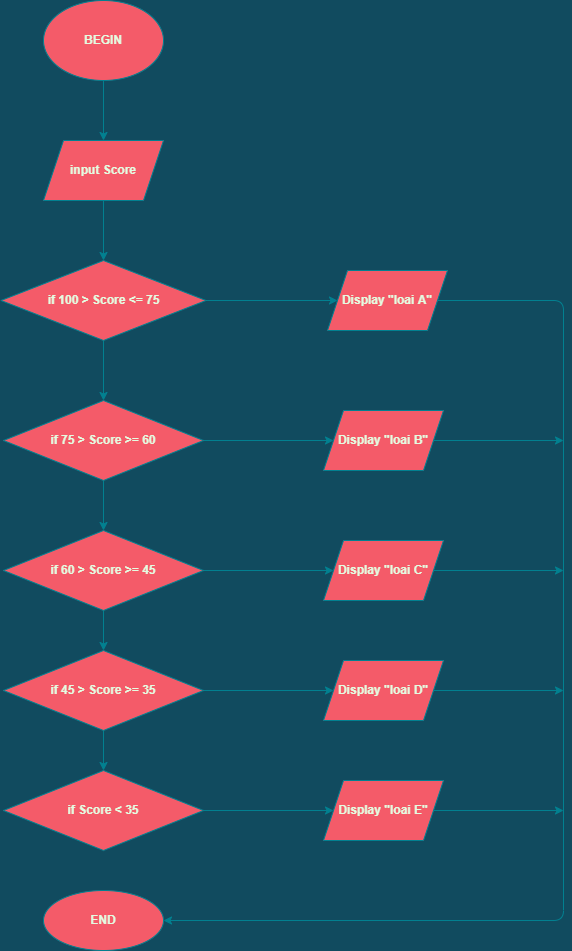 BEGIN
input Score
if 100 > Score <= 75
Display "loai A"
if 75 > Score >= 60
Display "loai B"
if 60 > Score >= 45
Display "loai C"
if 45 > Score >= 35
Display "loai D"
if Score < 35
Display "loai E"
END